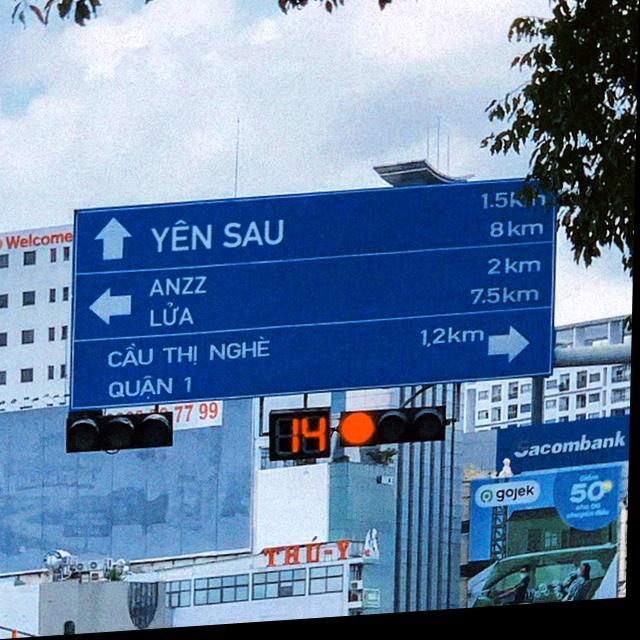 Welcome
YÊN SAU
1.5km
8km
ANZZ
LỬA
2km
7.5km
CẦU THỊ NGHÈ
QUẬN 1
1,2km
77 99
14
Sacombank
gojek
50
THÚ-Y